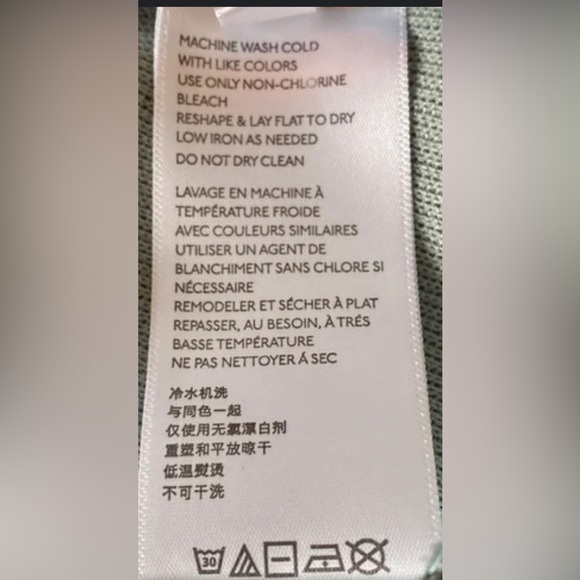 MACHINE WASH COLD
WITH LIKE COLORS
USE ONLY NON-CHLORINE
BLEACH
RESHAPE & LAY FLAT TO DRY
LOW IRON AS NEEDED
DO NOT DRY CLEAN
LAVAGE EN MACHINE À
TEMPÉRATURE FROIDE
AVEC COULEURS SIMILAIRES
UTILISER UN AGENT DE
BLANCHIMENT SANS CHLORE SI
NÉCESSAIRE
REMODELER ET SÉCHER À PLAT
REPASSER, AU BESOIN, À TRÉS
BASSE TEMPÉRATURE
NE PAS NETTOYER Á SEC
冷水机洗
与同色一起
仅使用无氯漂白剂
重塑和平放晾干
低温熨烫
不可干洗
30